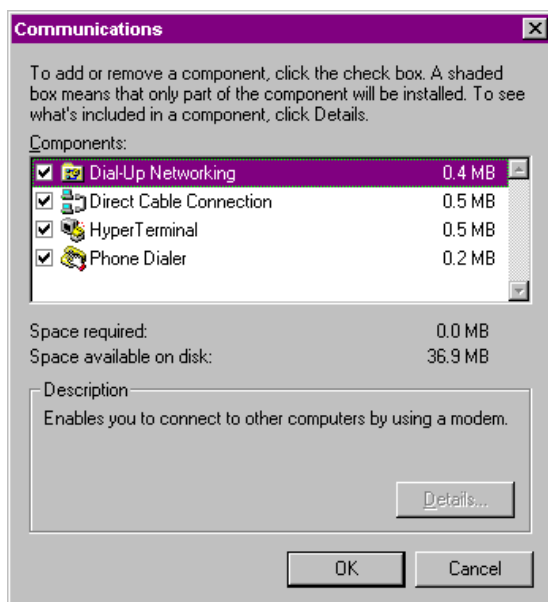 Communications
To add or remove a component, click the check box. A shaded
box means that only part of the component will be installed. To see
what's included in a component, click Details.
Components:
Dial-Up Networking 0.4 MB
Direct Cable Connection 0.5 MB
HyperTerminal 0.5 MB
Phone Dialer 0.2 MB
Space required: 0.0 MB
Space available on disk: 36.9 MB
Description
Enables you to connect to other computers by using a modem.
Details...
OK Cancel